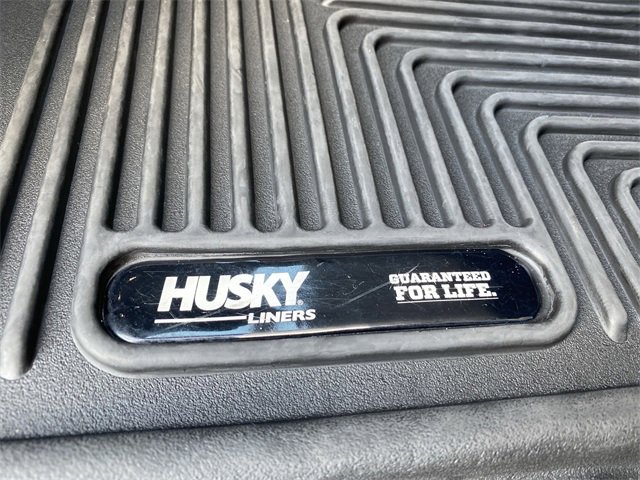 HUSKY®
LINERS
GUARANTEED
FOR LIFE.